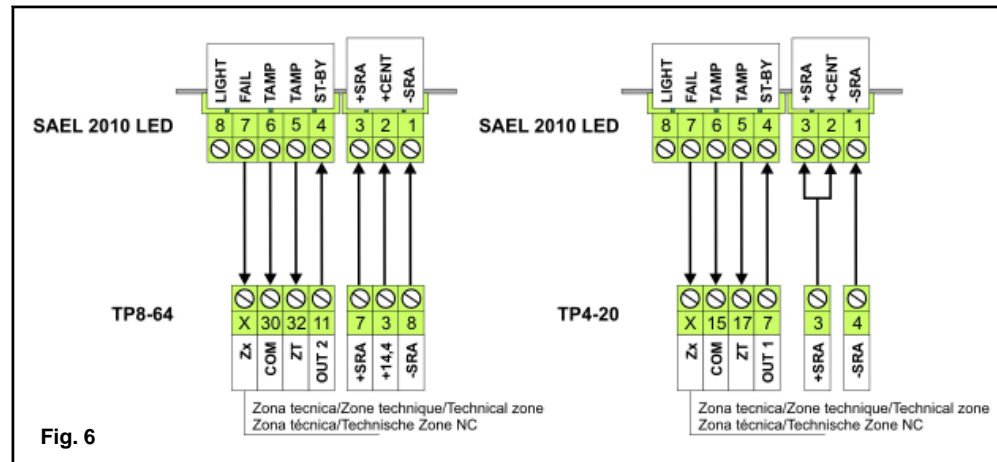 LIGHT FAIL TAMP TAMP ST-BY +SRA +CENT -SRA
SAEL 2010 LED 8 7 6 5 4 3 2 1
TP8-64 X 30 32 11 7 3 8
Zx COM ZT OUT 2 +SRA +14,4 -SRA
Zona tecnica/Zone technique/Technical zone
Zona técnica/Technische Zone NC
LIGHT FAIL TAMP TAMP ST-BY +SRA +CENT -SRA
SAEL 2010 LED 8 7 6 5 4 3 2 1
TP4-20 X 15 17 7 3 4
Zx COM ZT OUT 1 +SRA -SRA
Zona tecnica/Zone technique/Technical zone
Zona técnica/Technische Zone NC
Fig. 6